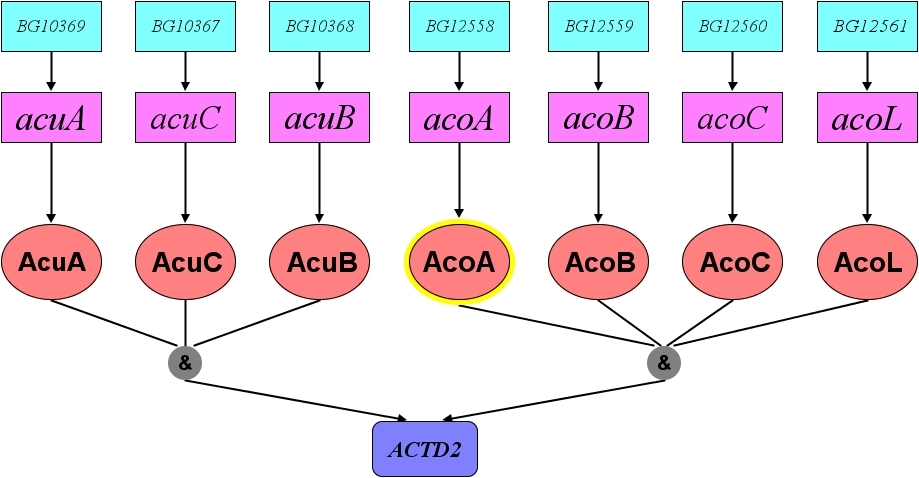 BG10369 BG10367 BG10368 BG12558 BG12559 BG12560 BG12561
acuA acuC acuB acoA acoB acoC acoL
AcuA AcuC AcuB AcoA AcoB AcoC AcoL
& &
ACTD2